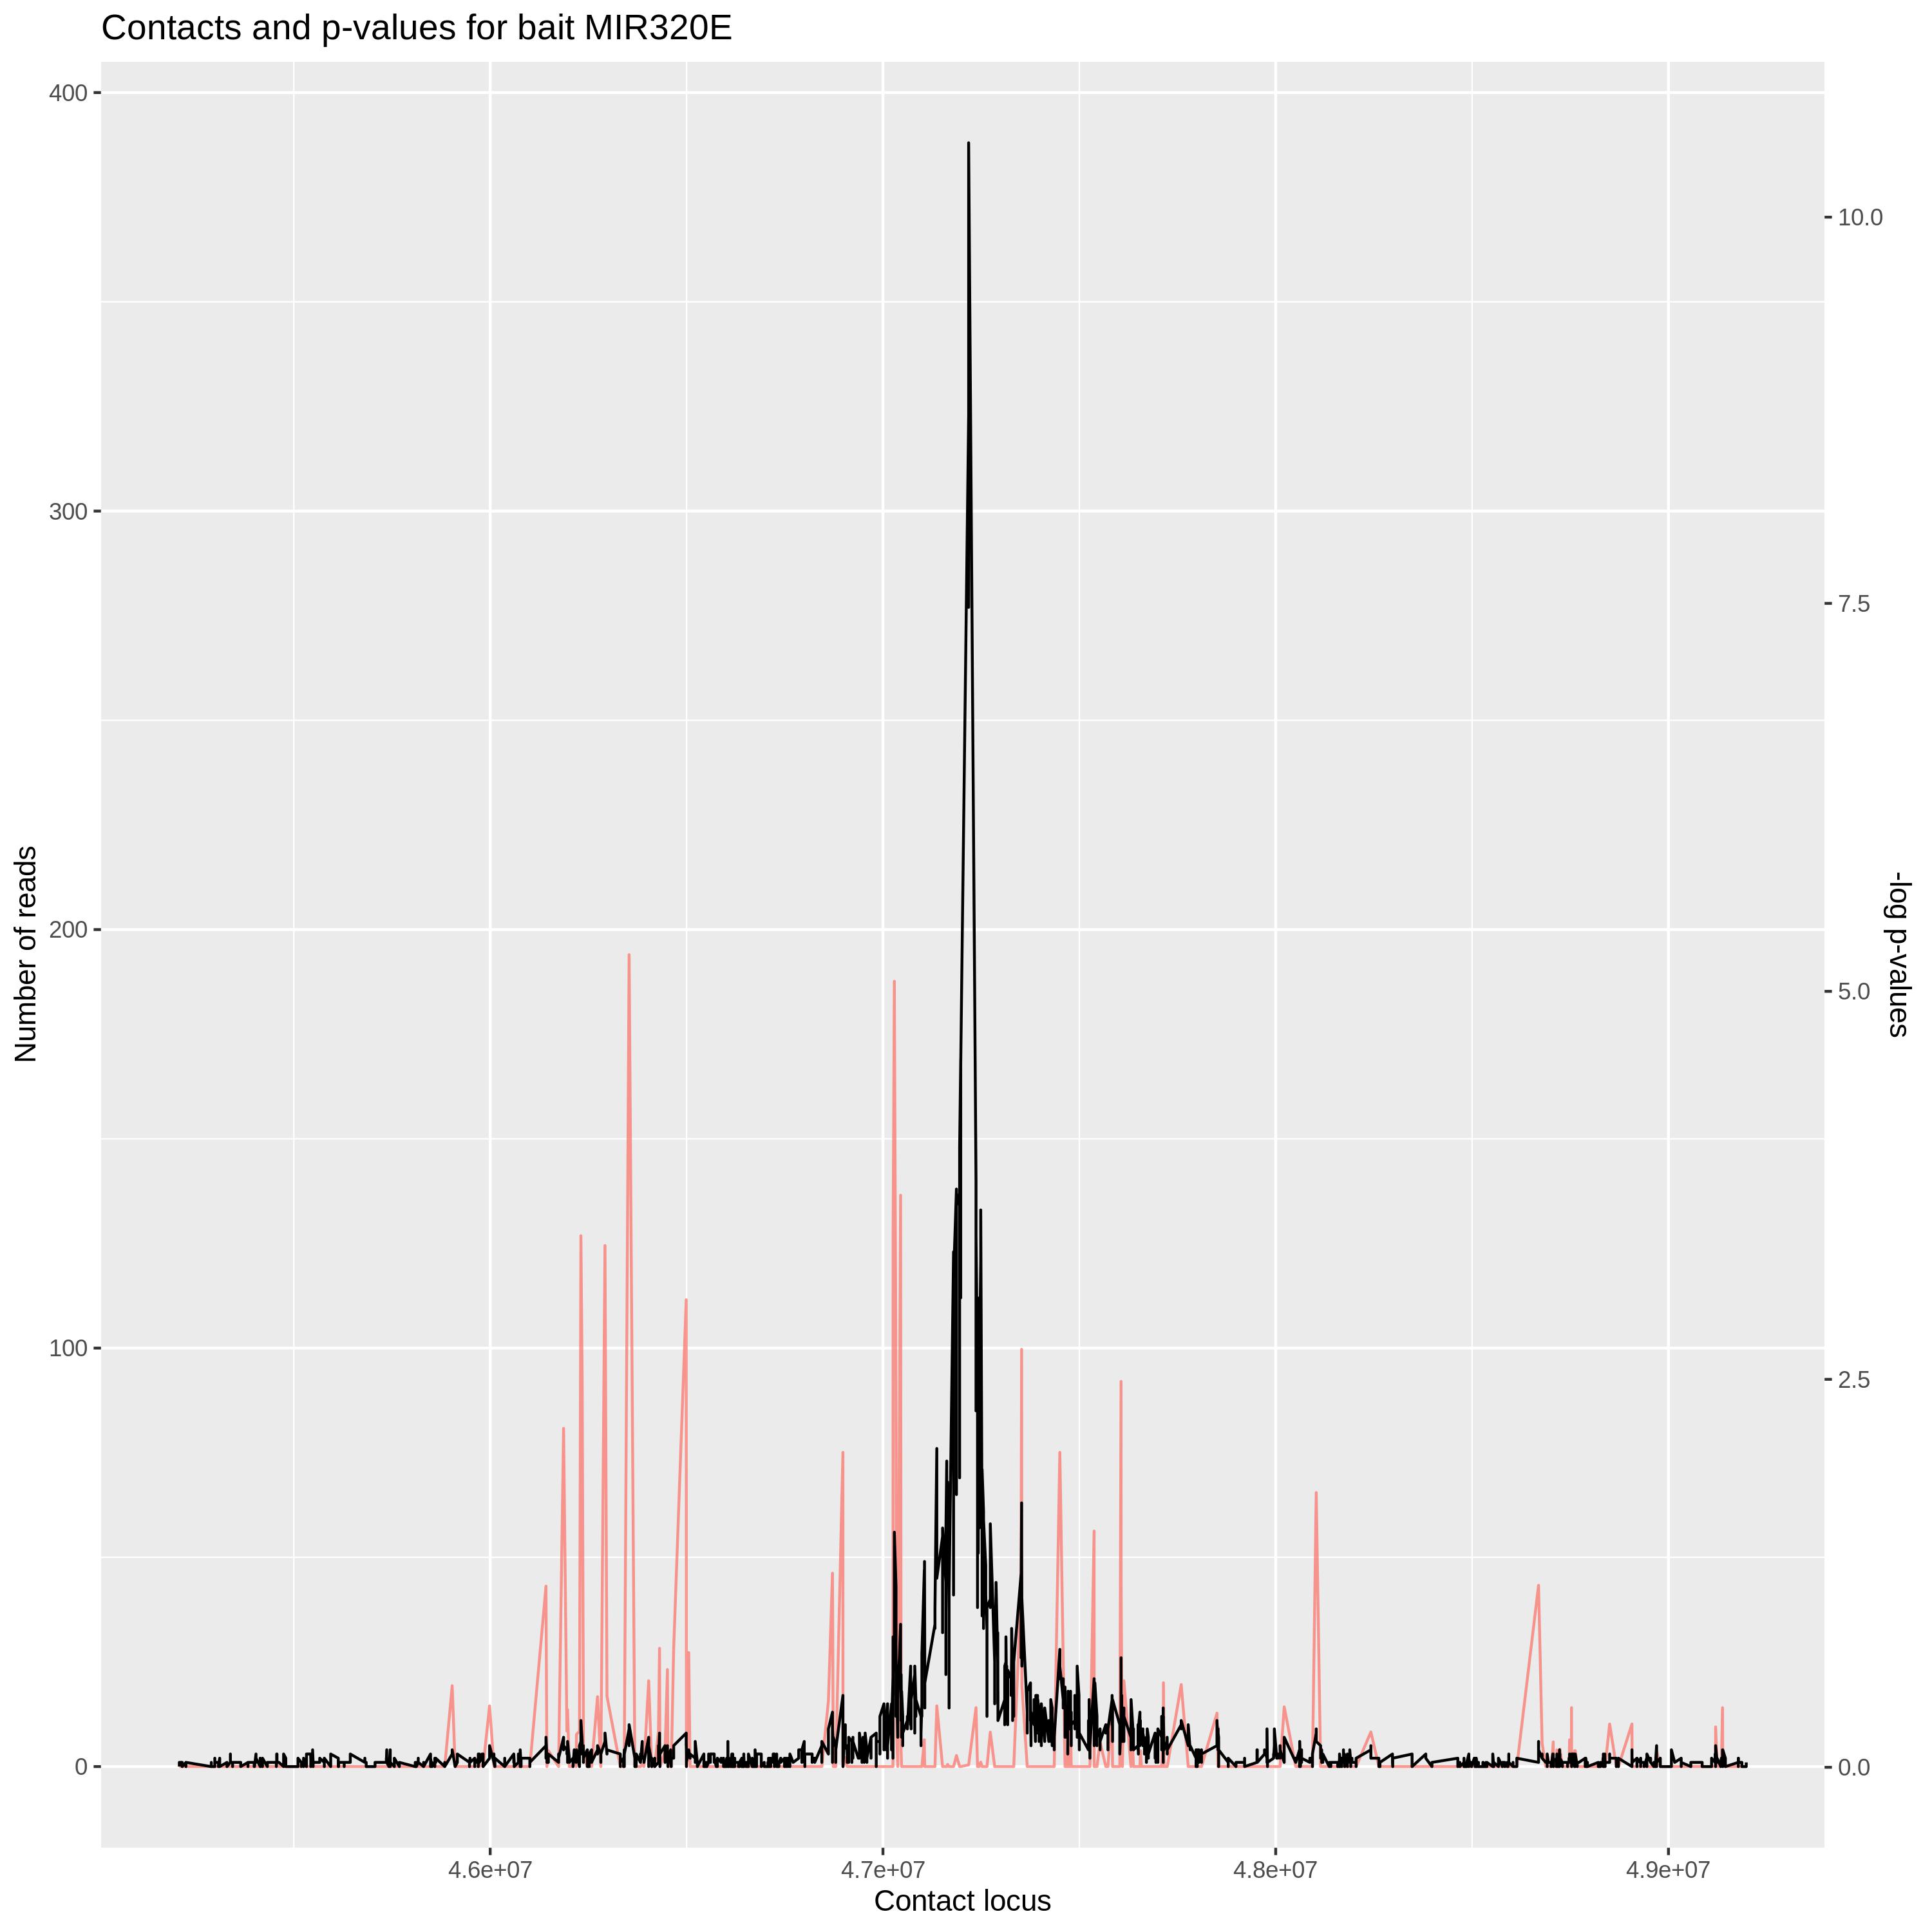 Contacts and p-values for bait MIR320E
400
300
200
100
0
Number of reads
10.0
7.5
5.0
2.5
0.0
-log p-values
4.6e+07
4.7e+07
4.8e+07
4.9e+07
Contact locus